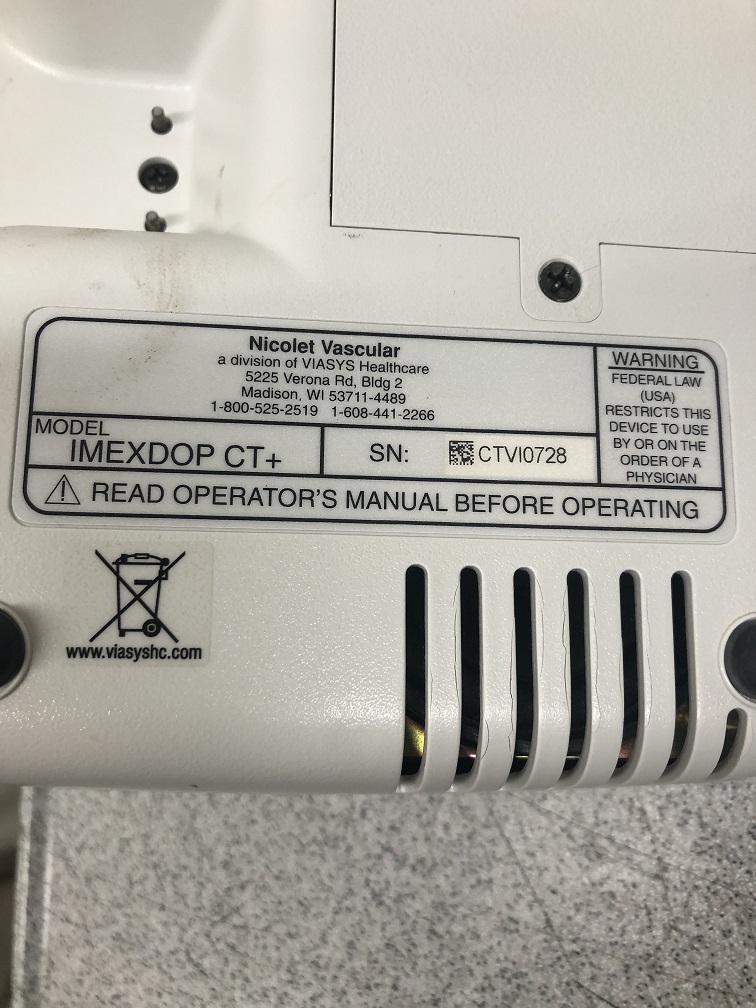 Nicolet Vascular
a division of VIASYS Healthcare
5225 Verona Rd, Bldg 2
Madison, WI 53711-4489
1-800-525-2519 1-608-441-2266
WARNING
FEDERAL LAW
(USA)
RESTRICTS THIS
DEVICE TO USE
BY OR ON THE
ORDER OF A
PHYSICIAN
MODEL
IMEXDOP CT+
SN: CTVI0728
READ OPERATOR'S MANUAL BEFORE OPERATING
www.viasyshc.com